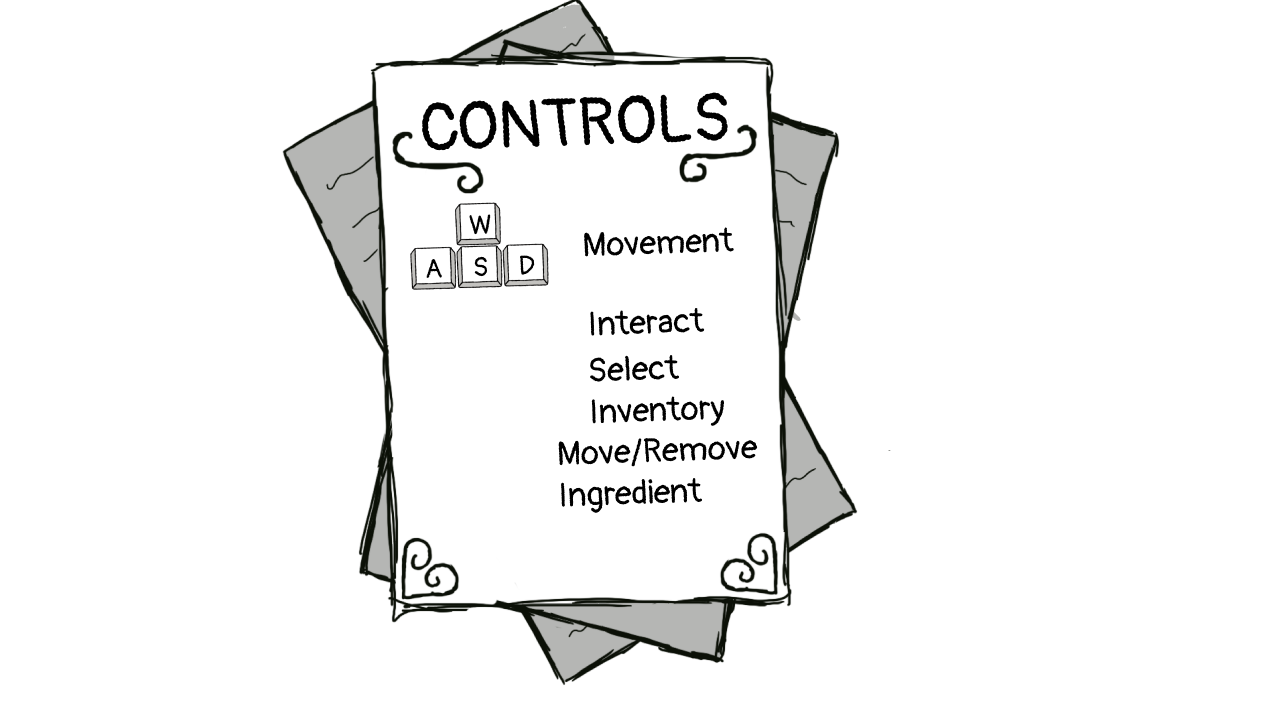 CONTROLS
W
A S D
Movement
Interact
Select
Inventory
Move/Remove
Ingredient